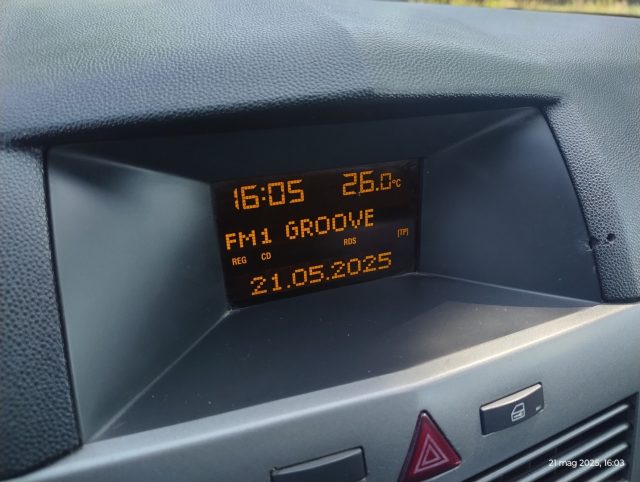 16:05 26.0°C
FM1 GROOVE
REG CD RDS [TP]
21.05.2025
21 mag 2025, 16:03